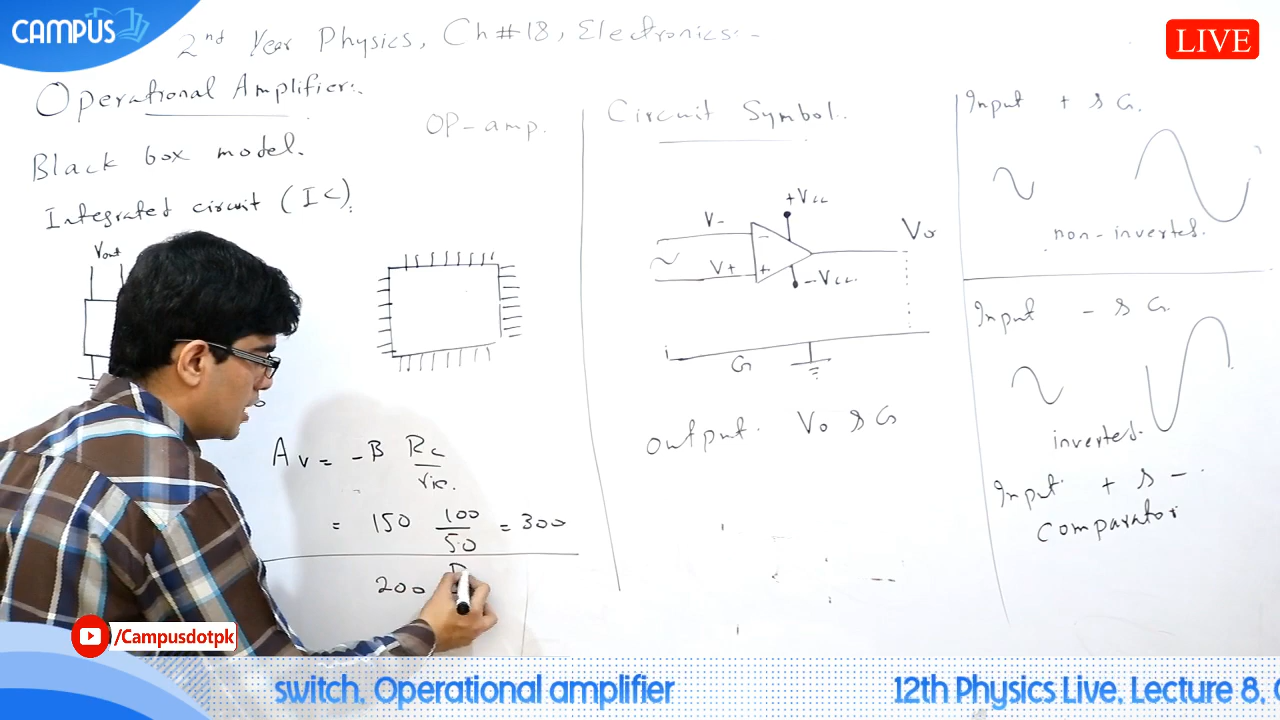 CAMPUS
LIVE
2nd Year Physics, Ch#18, Electronics:-
Operational Amplifier:.
OP-amp.
Black box model.
Integrated circuit (IC).
Vout
Av = -B Rc
rie.
= 150 100 = 300
50
200
Circuit Symbol.
+Vcc
V-
V+
-
+
-Vcc.
Vo
G
output. Vo & G
Input + & G.
non-inverted.
Input - & G.
inverted.
Input + & -
comparator
/Campusdotpk
switch, Operational amplifier
12th Physics Live, Lecture 8,